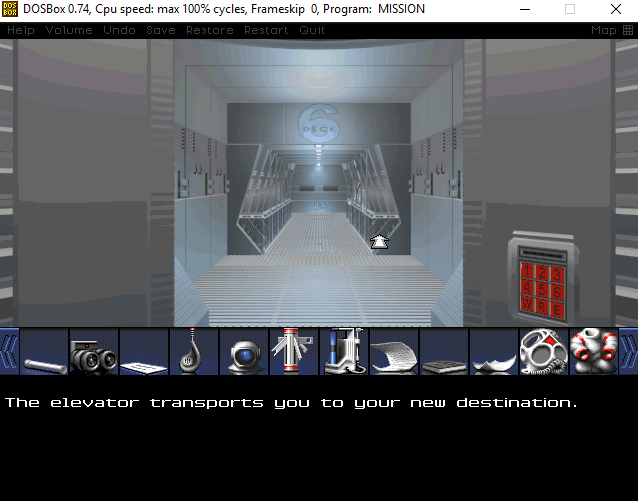 DOSBox 0.74, Cpu speed: max 100% cycles, Frameskip 0, Program: MISSION
Help Volume Undo Save Restore Restart Quit Map
6
DECK
1 2 3
4 5 6
W R E
The elevator transports you to your new destination.